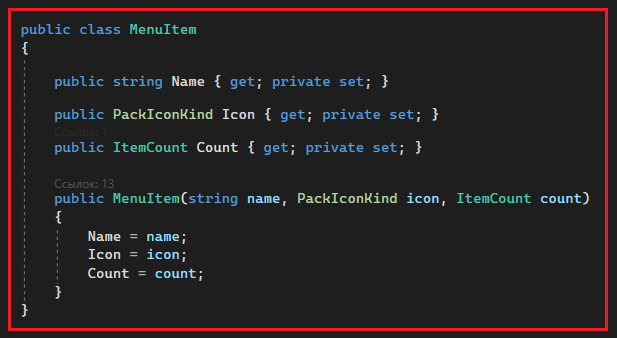 public class MenuItem
{
public string Name { get; private set; }
public PackIconKind Icon { get; private set; }
Ссылок: 1
public ItemCount Count { get; private set; }
Ссылок: 13
public MenuItem(string name, PackIconKind icon, ItemCount count)
{
Name = name;
Icon = icon;
Count = count;
}
}